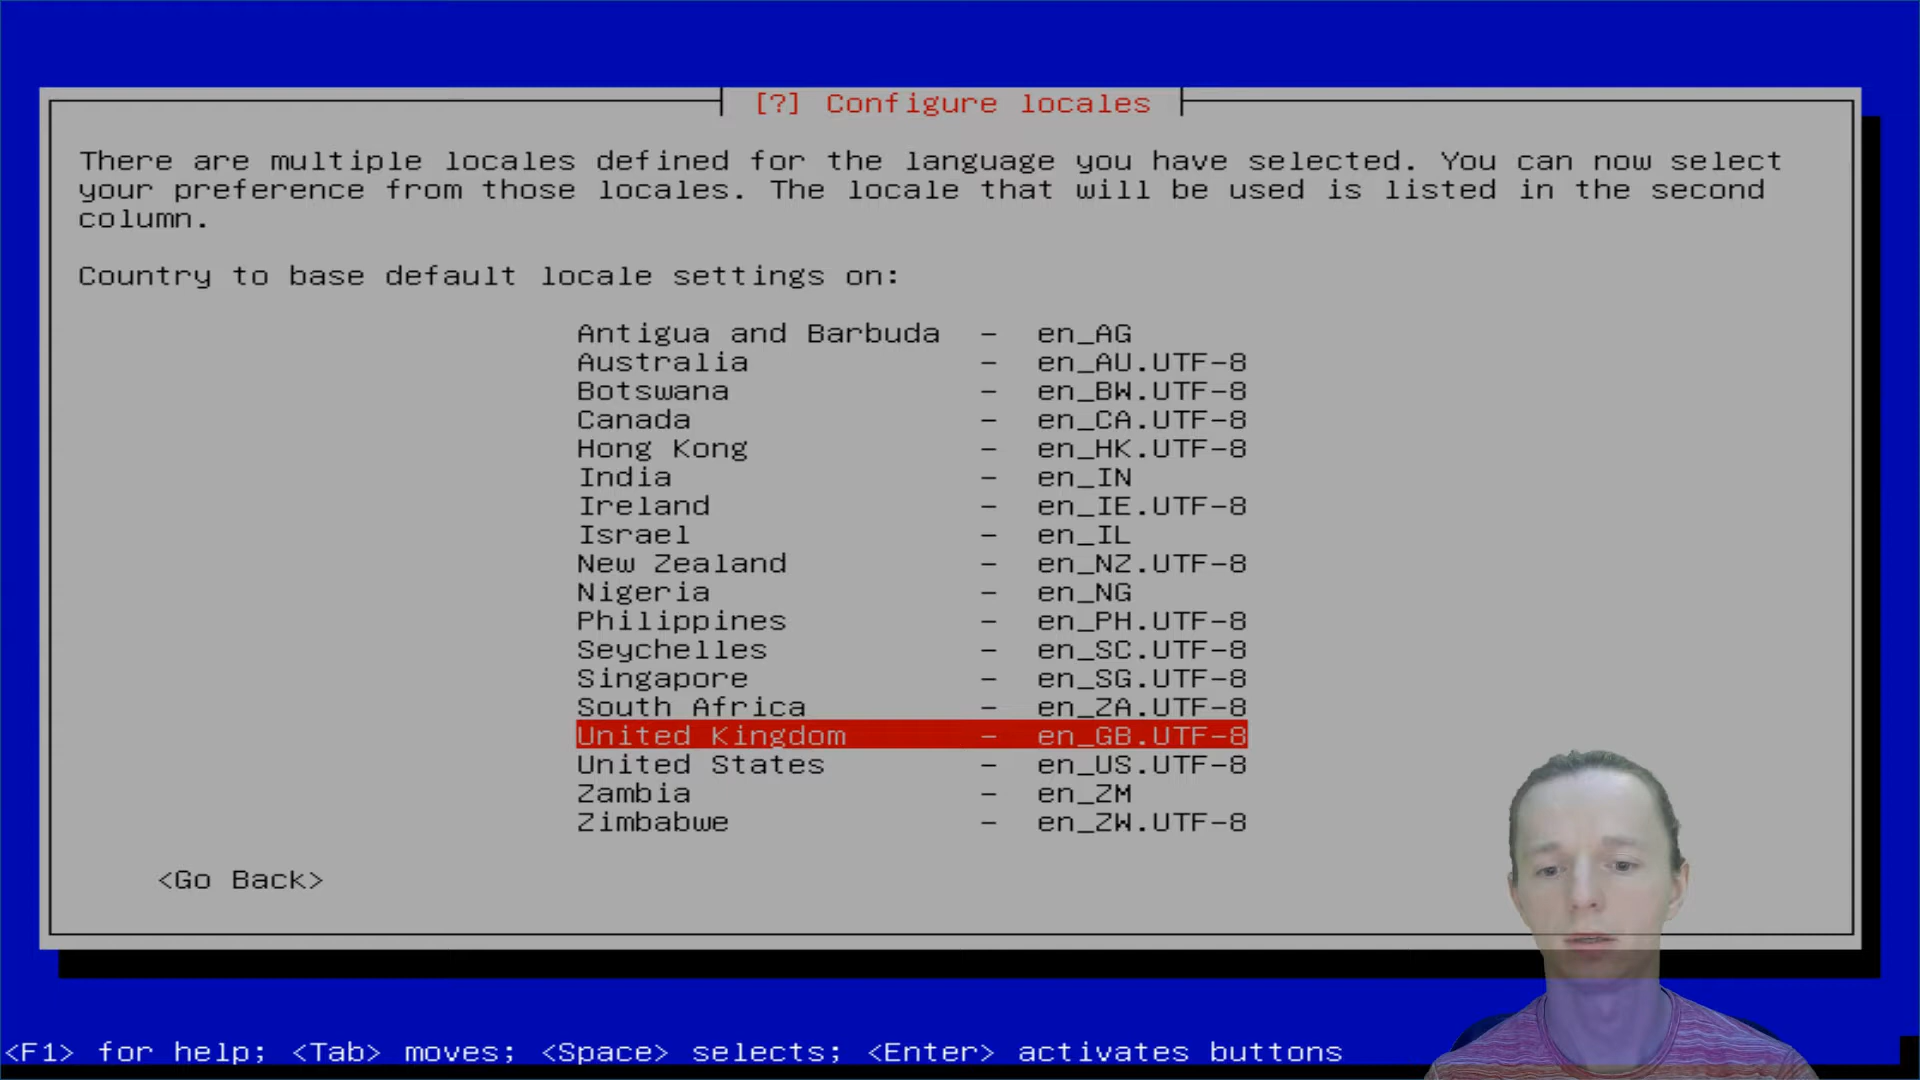 [?] Configure locales
There are multiple locales defined for the language you have selected. You can now select
your preference from those locales. The locale that will be used is listed in the second
column.
Country to base default locale settings on:
Antigua and Barbuda - en_AG
Australia - en_AU.UTF-8
Botswana - en_BW.UTF-8
Canada - en_CA.UTF-8
Hong Kong - en_HK.UTF-8
India - en_IN
Ireland - en_IE.UTF-8
Israel - en_IL
New Zealand - en_NZ.UTF-8
Nigeria - en_NG
Philippines - en_PH.UTF-8
Seychelles - en_SC.UTF-8
Singapore - en_SG.UTF-8
South Africa - en_ZA.UTF-8
United Kingdom - en_GB.UTF-8
United States - en_US.UTF-8
Zambia - en_ZM
Zimbabwe - en_ZW.UTF-8
<Go Back>
<F1> for help; <Tab> moves; <Space> selects; <Enter> activates buttons